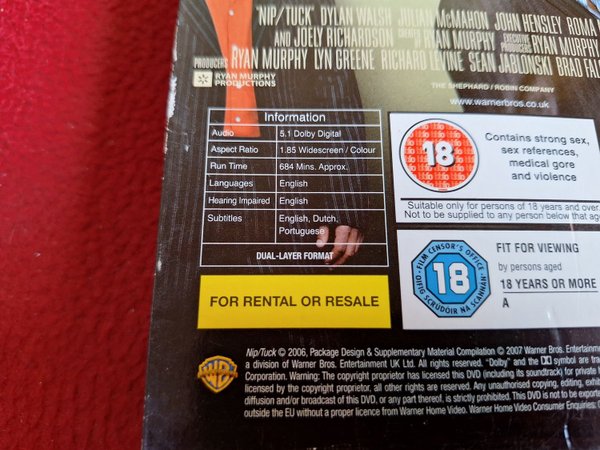 "NIP/TUCK" DYLAN WALSH JULIAN McMAHON JOHN HENSLEY ROMA
AND JOELY RICHARDSON CREATED BY RYAN MURPHY EXECUTIVE PRODUCERS RYAN MURPHY
PRODUCERS RYAN MURPHY LYN GREENE RICHARD LEVINE SEAN JABLONSKI BRAD FAL
RYAN MURPHY
PRODUCTIONS
THE SHEPHARD / ROBIN COMPANY
www.warnerbros.co.uk
Information
Audio 5.1 Dolby Digital
Aspect Ratio 1.85 Widescreen / Colour
Run Time 684 Mins. Approx.
Languages English
Hearing Impaired English
Subtitles English, Dutch,
Portuguese
DUAL-LAYER FORMAT
FOR RENTAL OR RESALE
18
Contains strong sex,
sex references,
medical gore
and violence
Suitable only for persons of 18 years and over.
Not to be supplied to any person below that age
FILM CENSOR'S OFFICE
18
OIFIG SCRÚDÓIR NA SCANNÁN
FIT FOR VIEWING
by persons aged
18 YEARS OR MORE
A
WB
Nip/Tuck © 2006, Package Design & Supplementary Material Compilation © 2007 Warner Bros. Entertainm
a division of Warner Bros. Entertainment UK Ltd. All rights reserved. "Dolby" and the symbol are tra
Corporation. Warning: The copyright proprietor has licensed this DVD (including its soundtrack) for private h
by the copyright proprietor, all other rights are reserved. Any unauthorised copying, editing, exhib
diffusion and/or broadcast of this DVD, or any part thereof, is strictly prohibited. This DVD is not to be expor
outside the EU without a proper licence from Warner Home Video. Warner Home Video Consumer Enquiries: